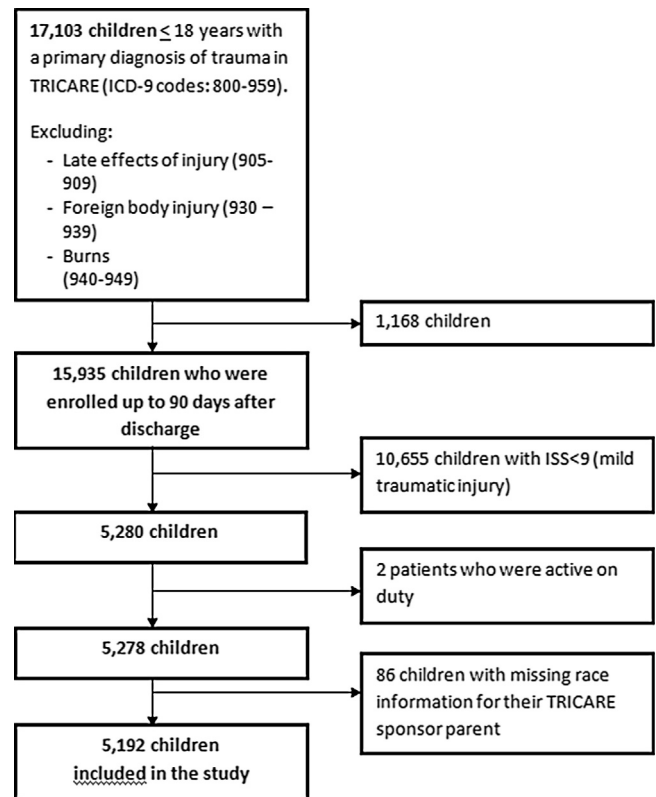 17,103 children ≤ 18 years with
a primary diagnosis of trauma in
TRICARE (ICD-9 codes: 800-959).
Excluding:
- Late effects of injury (905-
909)
- Foreign body injury (930 –
939)
- Burns
(940-949)
1,168 children
15,935 children who were
enrolled up to 90 days after
discharge
10,655 children with ISS<9 (mild
traumatic injury)
5,280 children
2 patients who were active on
duty
5,278 children
86 children with missing race
information for their TRICARE
sponsor parent
5,192 children
included in the study